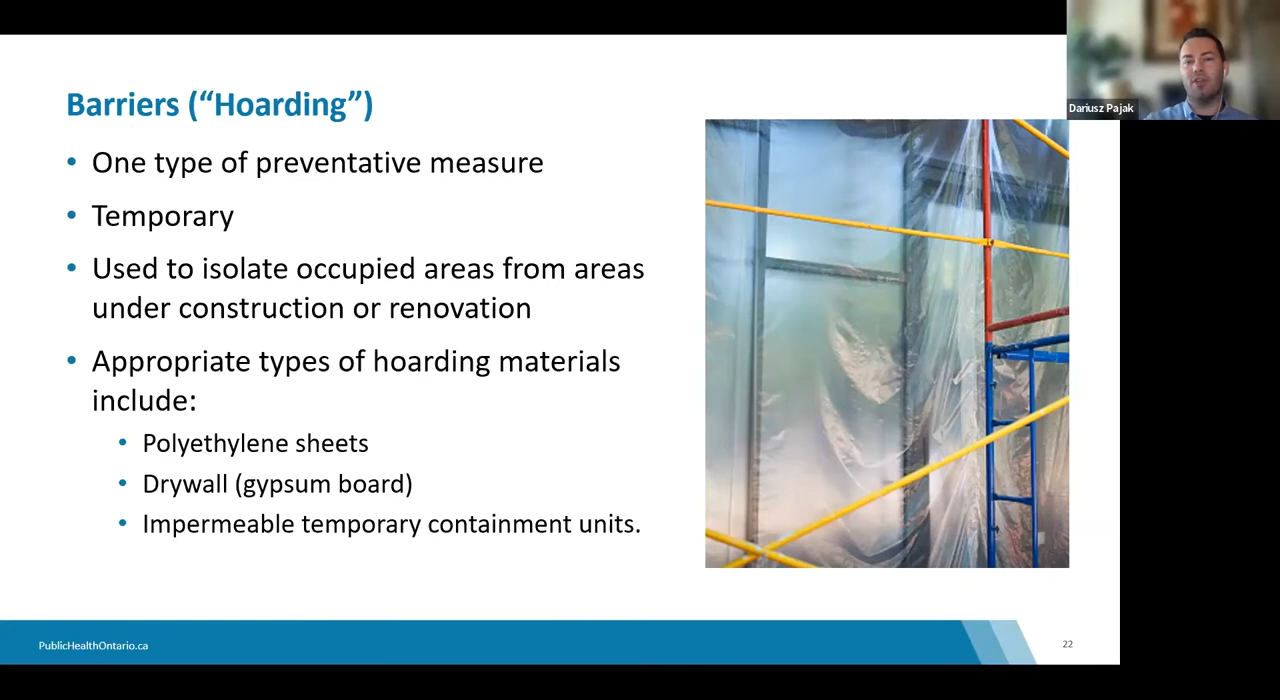 Dariusz Pajak
Barriers (“Hoarding”)
• One type of preventative measure
• Temporary
• Used to isolate occupied areas from areas
under construction or renovation
• Appropriate types of hoarding materials
include:
• Polyethylene sheets
• Drywall (gypsum board)
• Impermeable temporary containment units.
PublicHealthOntario.ca
22